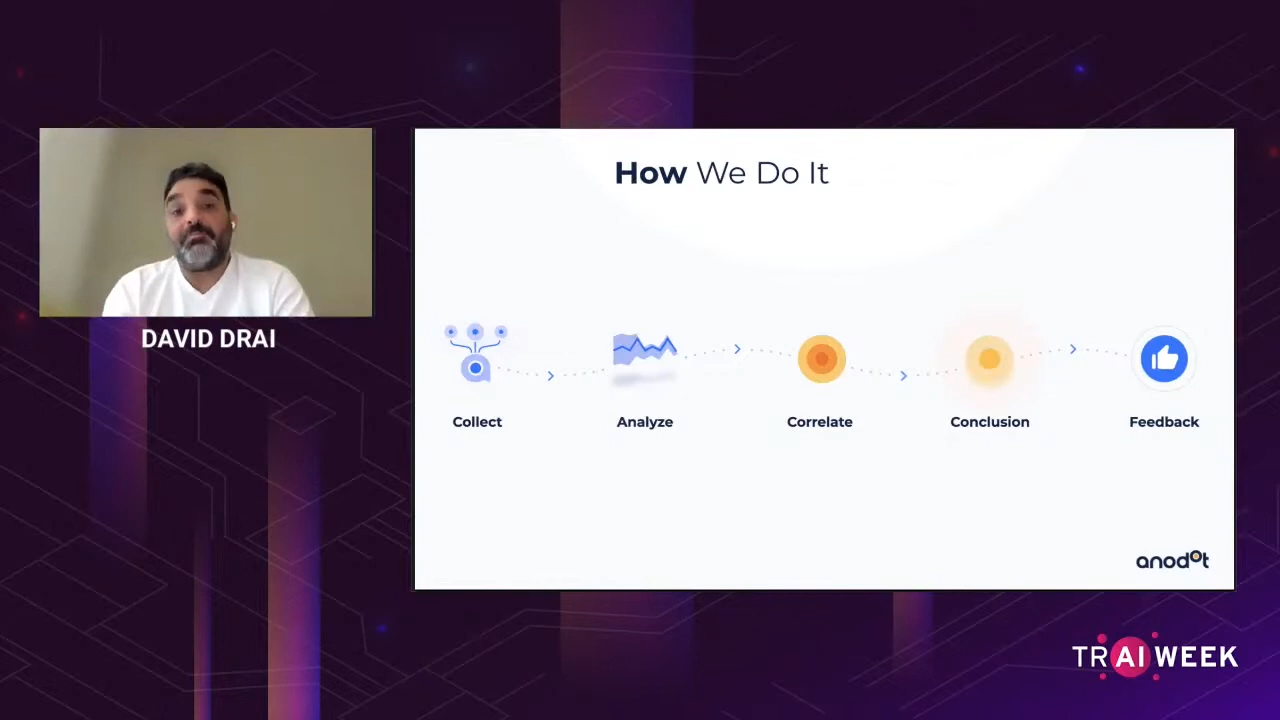 How We Do It
DAVID DRAI
Collect
Analyze
Correlate
Conclusion
Feedback
anodot
TRAI WEEK